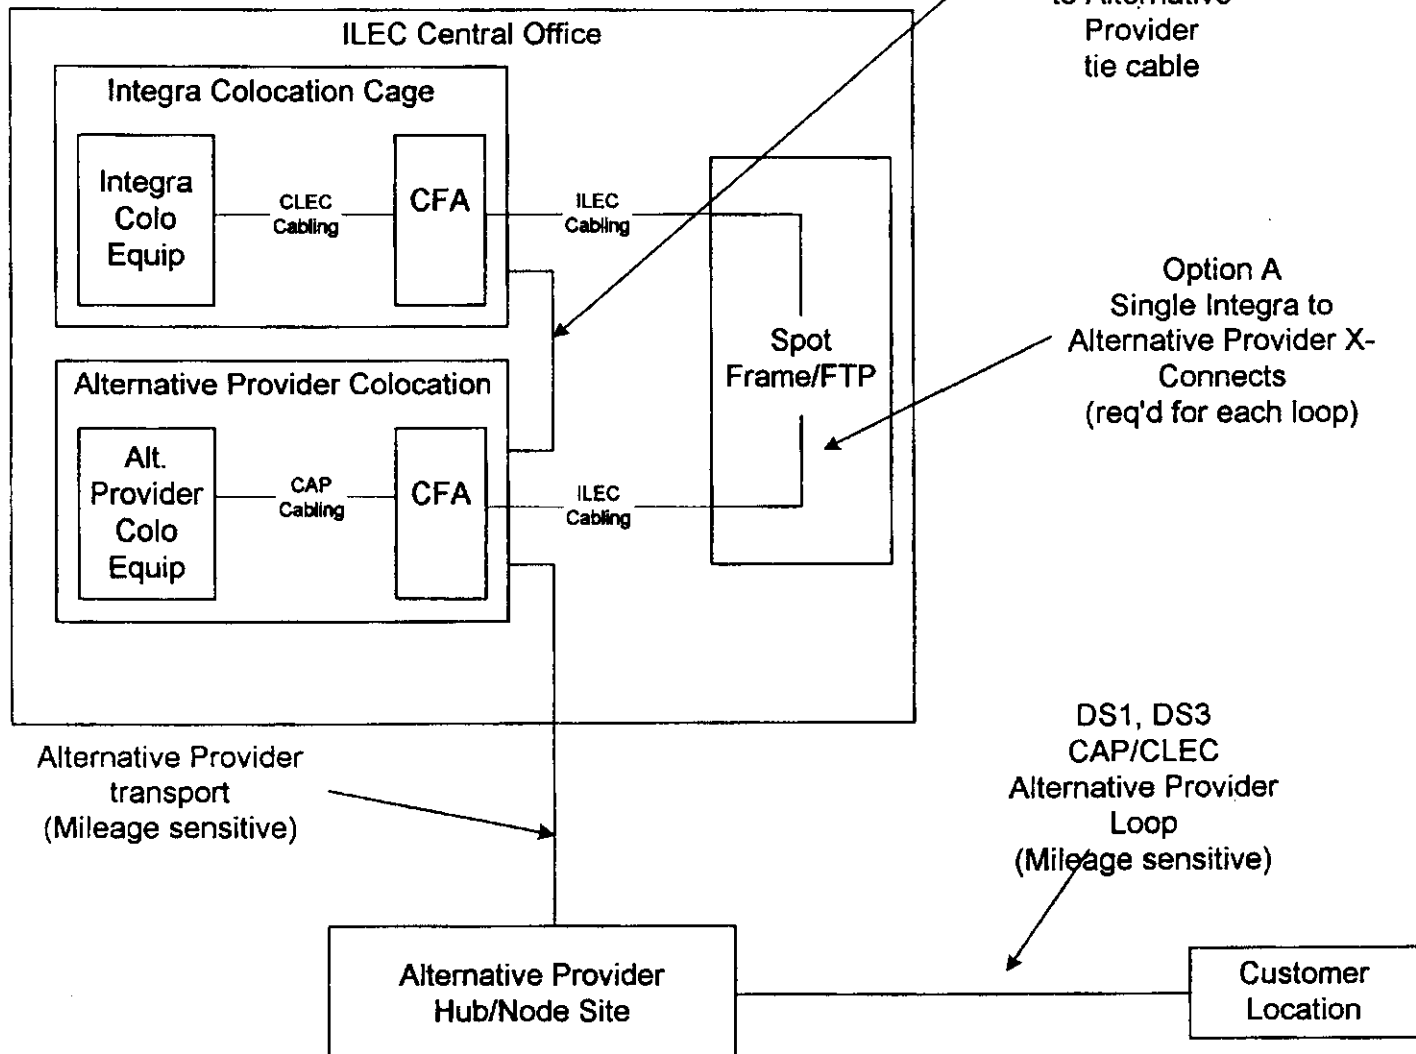 to Alternative
Provider
tie cable
ILEC Central Office
Integra Colocation Cage
Integra
Colo
Equip
CLEC
Cabling
CFA
ILEC
Cabling
Spot
Frame/FTP
Option A
Single Integra to
Alternative Provider X-
Connects
(req'd for each loop)
Alternative Provider Colocation
Alt.
Provider
Colo
Equip
CAP
Cabling
CFA
ILEC
Cabling
Alternative Provider
transport
(Mileage sensitive)
DS1, DS3
CAP/CLEC
Alternative Provider
Loop
(Mileage sensitive)
Alternative Provider
Hub/Node Site
Customer
Location